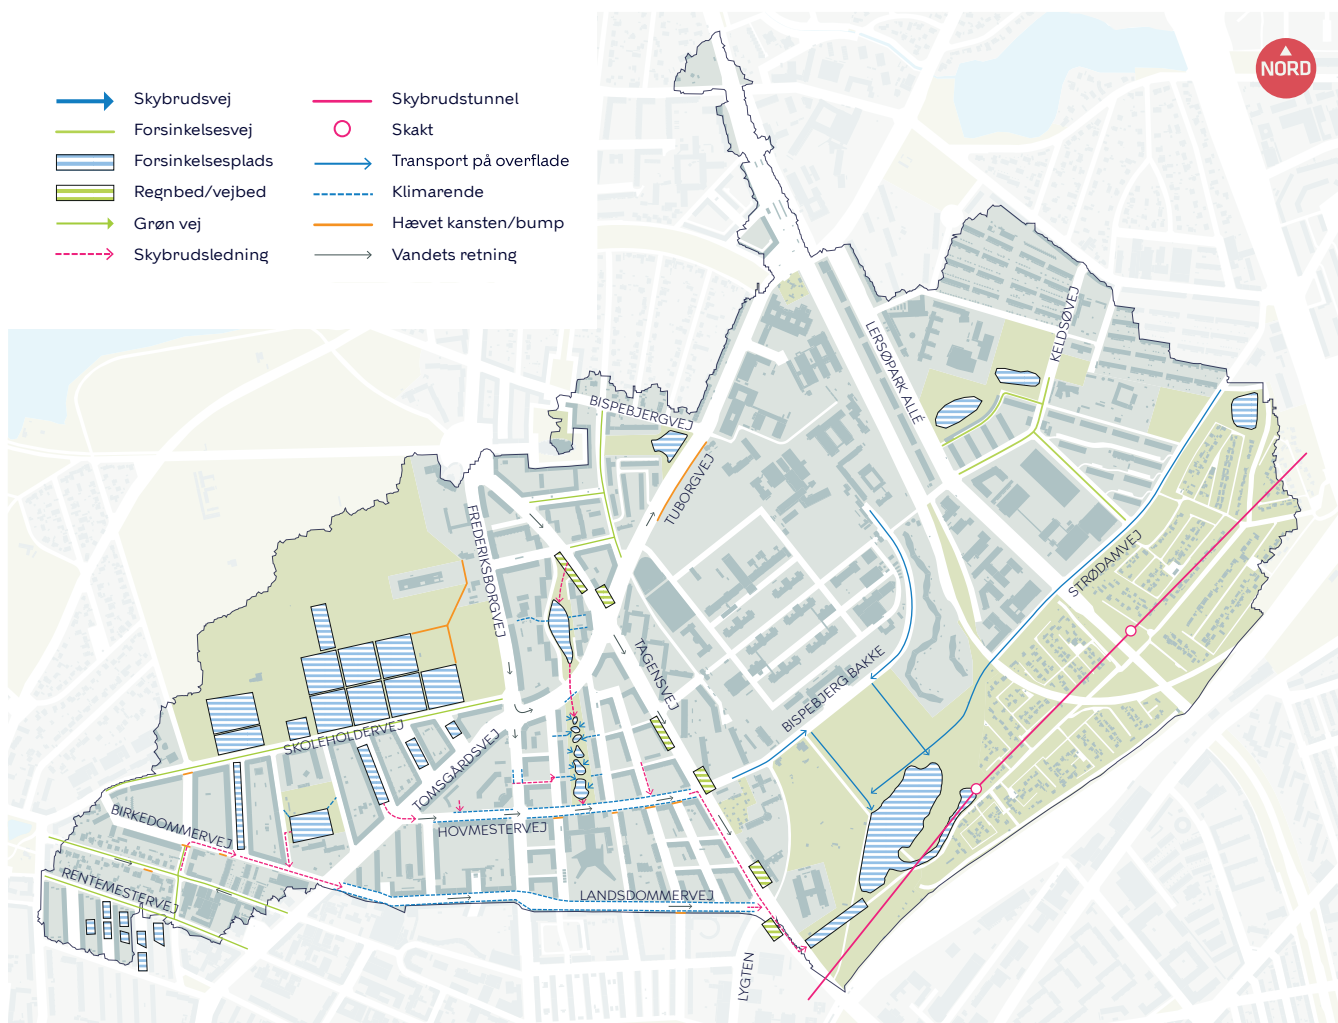 NORD
Skybrudsvej
Forsinkelsesvej
Forsinkelsesplads
Regnbed/vejbed
Grøn vej
Skybrudsledning
Skybrudstunnel
Skakt
Transport på overflade
Klimarende
Hævet kansten/bump
Vandets retning
KELDSØVEJ
LERSØPARK ALLÉ
BISPEBJERGVEJ
TUBORGVEJ
FREDERIKSBORGVEJ
STRØDAMVEJ
TAGENSVEJ
BISPEBJERG BAKKE
SKOLEHOLDERVEJ
TOMSGÅRDSVEJ
BIRKEDOMMERVEJ
HOVMESTERVEJ
RENTEMESTERVEJ
LANDSDOMMERVEJ
LYGTEN